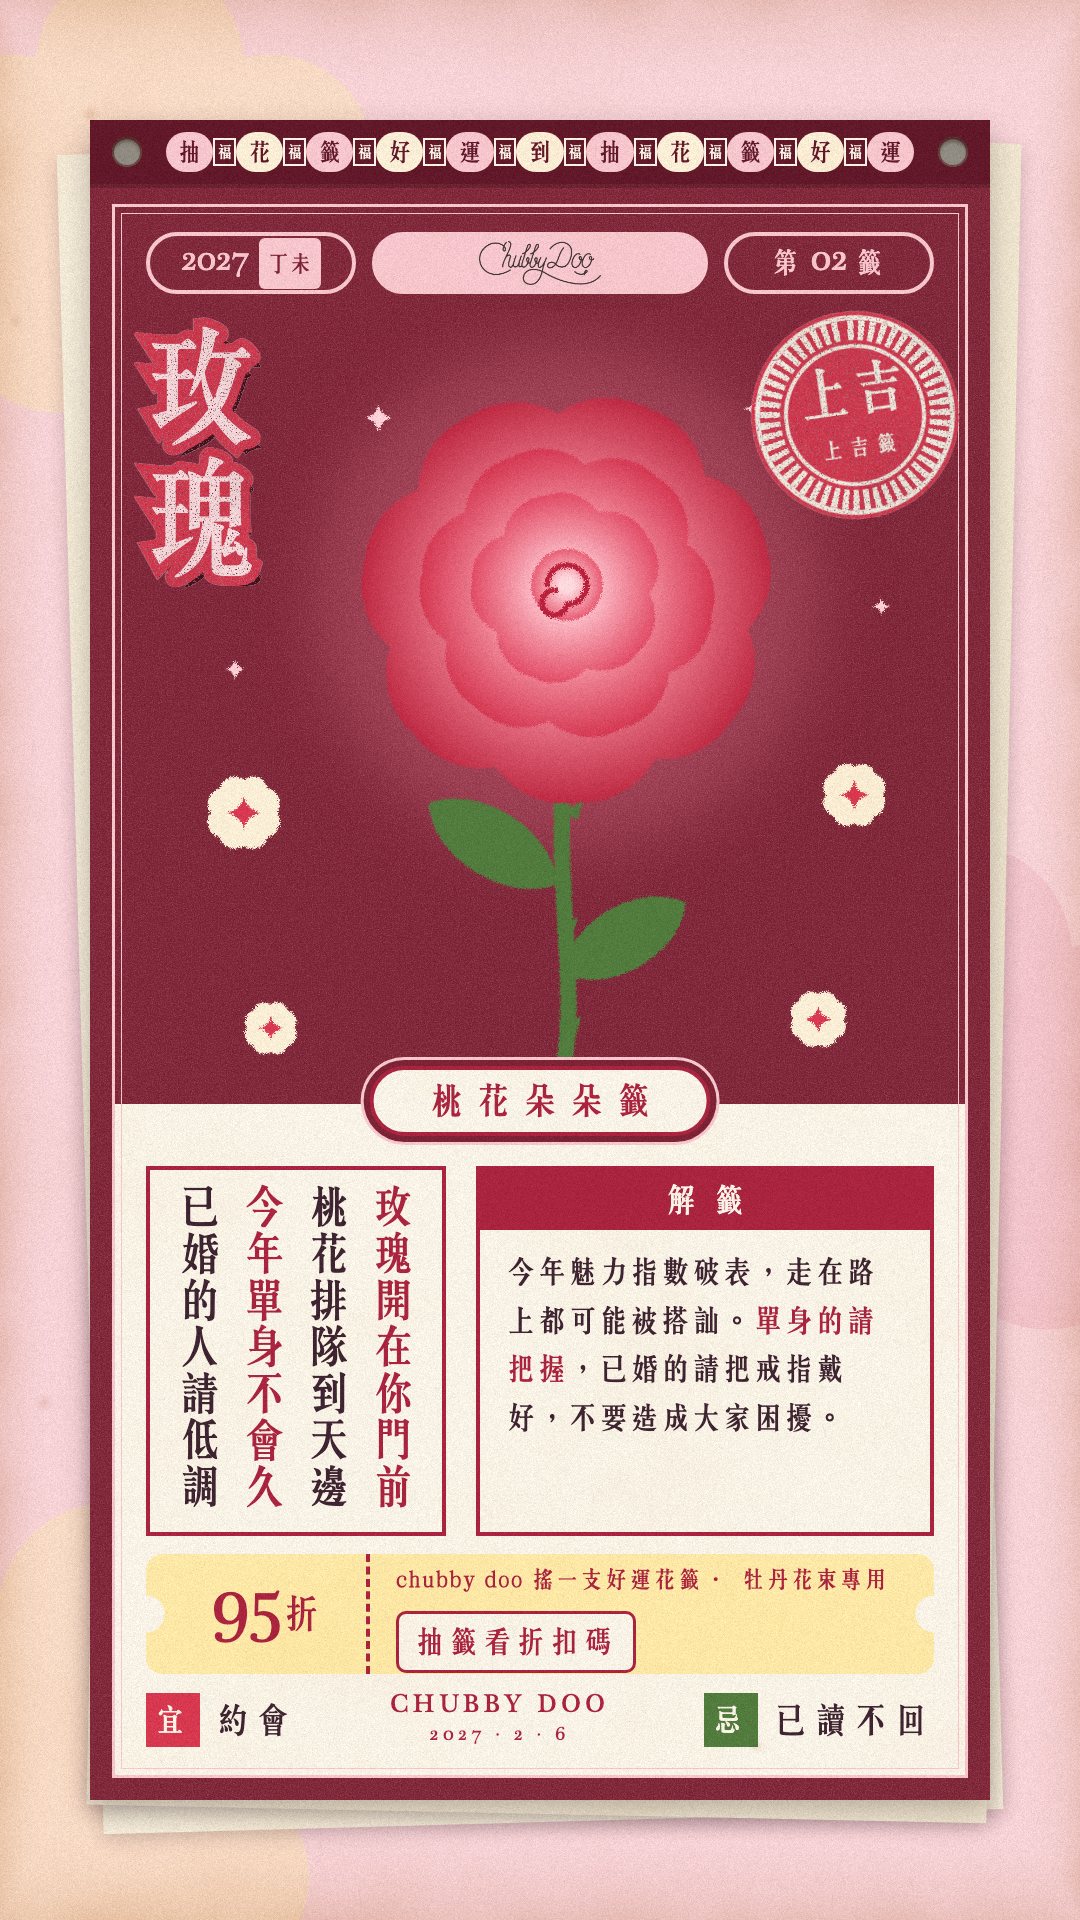 抽福花福籤福好福運福到福抽福花福籤福好福運
2027 丁未
ChubbyDoo
第 02 籤
玫瑰
上吉
上吉籤
桃花朵朵籤
玫瑰開在你門前
桃花排隊到天邊
今年單身不會久
已婚的人請低調
解籤
今年魅力指數破表，走在路
上都可能被搭訕。單身的請
把握，已婚的請把戒指戴
好，不要造成大家困擾。
95折
chubby doo 搖一支好運花籤・ 牡丹花束專用
抽籤看折扣碼
宜 約會
CHUBBY DOO
2027 · 2 · 6
忌 已讀不回